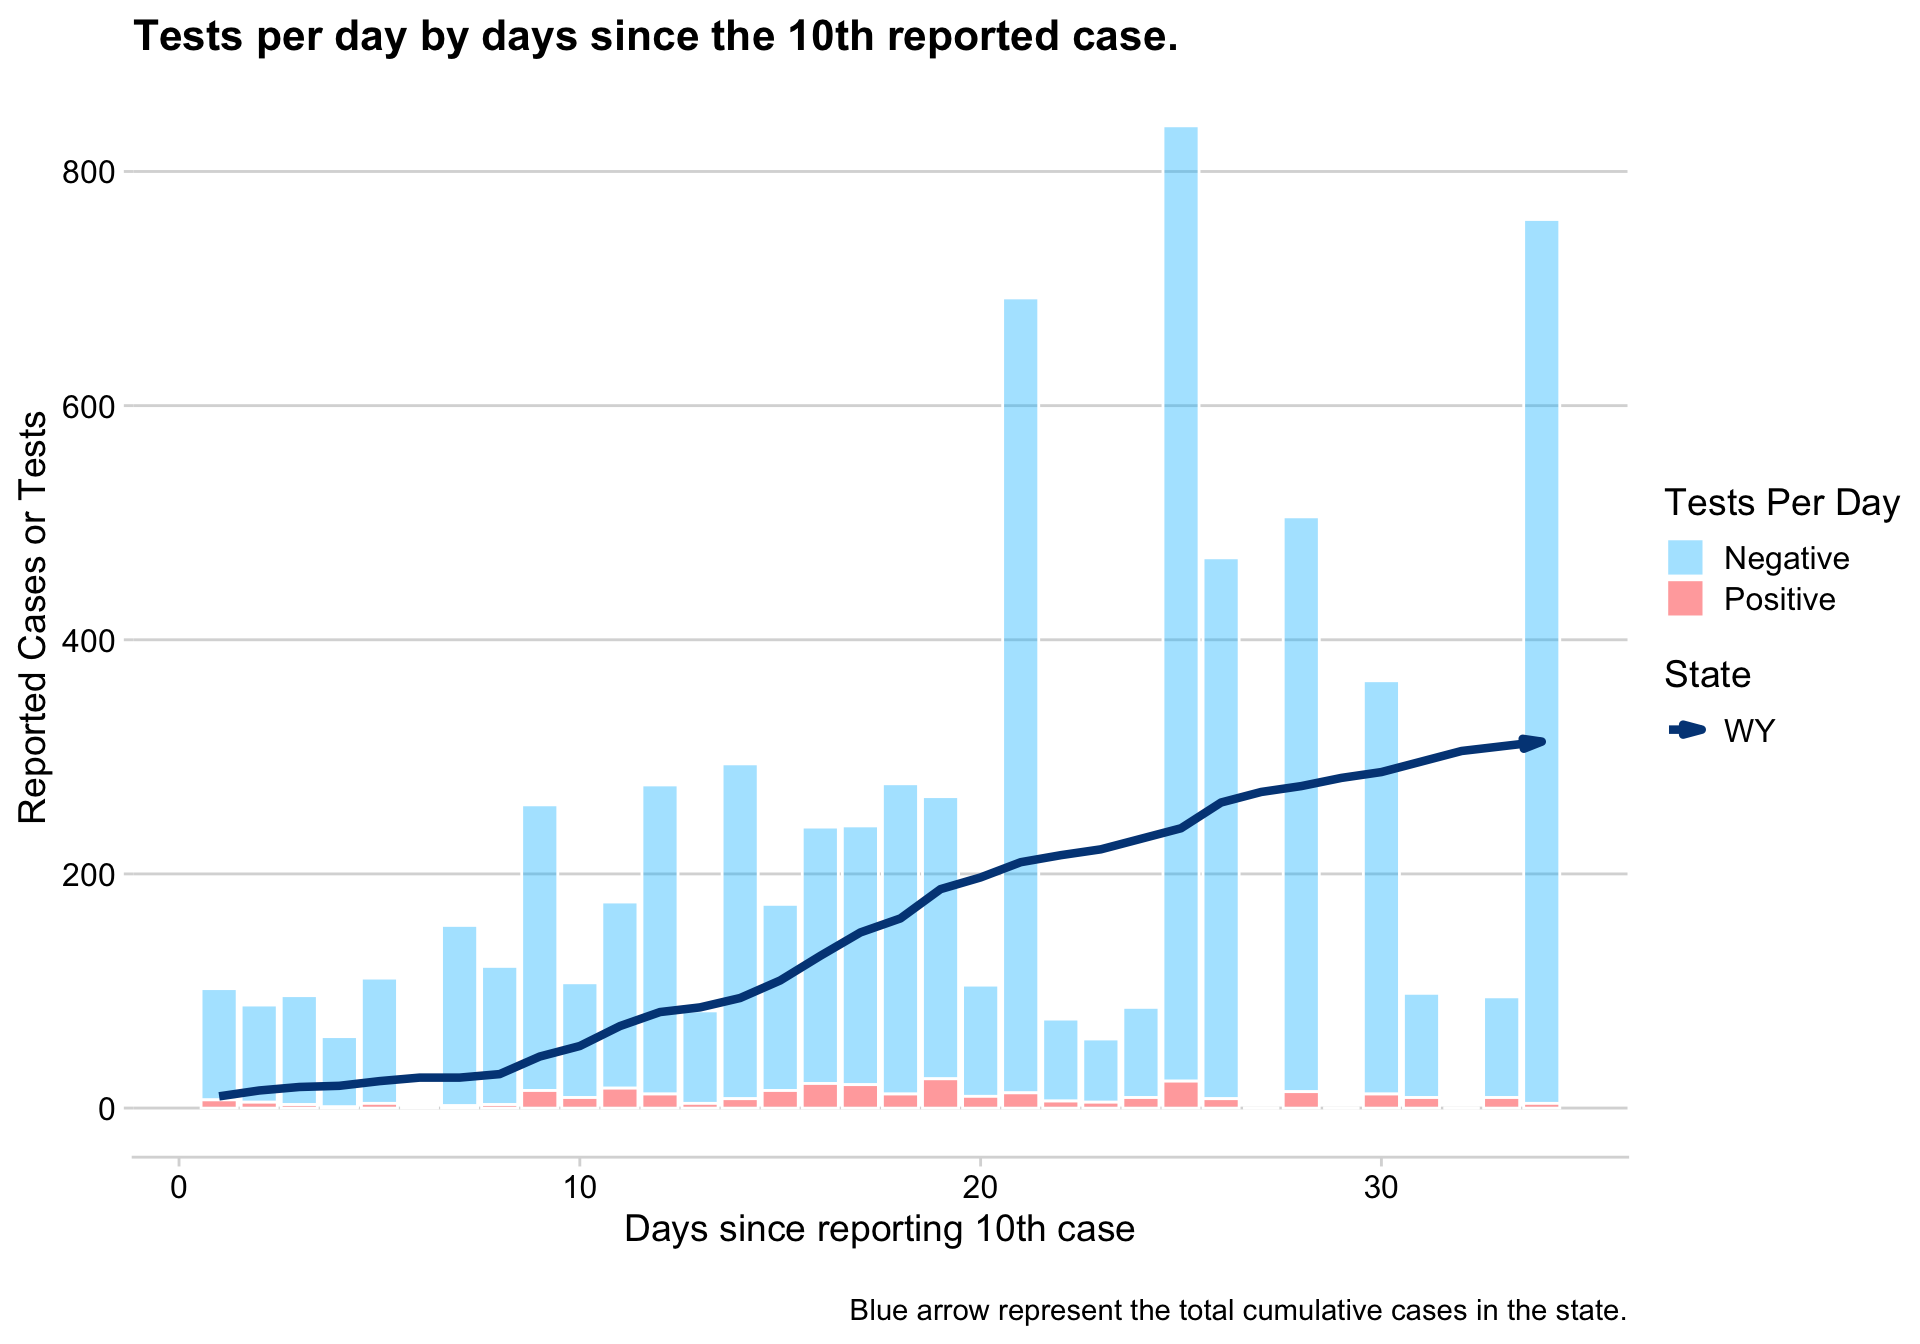 Tests per day by days since the 10th reported case.
800
600
400
200
0
Reported Cases or Tests
0 10 20 30
Days since reporting 10th case
Tests Per Day
Negative
Positive
State
WY
Blue arrow represent the total cumulative cases in the state.